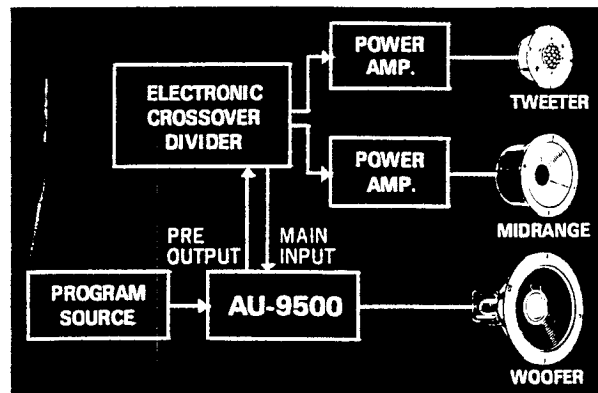 POWER
AMP.
TWEETER
ELECTRONIC
CROSSOVER
DIVIDER
POWER
AMP.
MIDRANGE
PRE
OUTPUT
MAIN
INPUT
PROGRAM
SOURCE
AU-9500
WOOFER